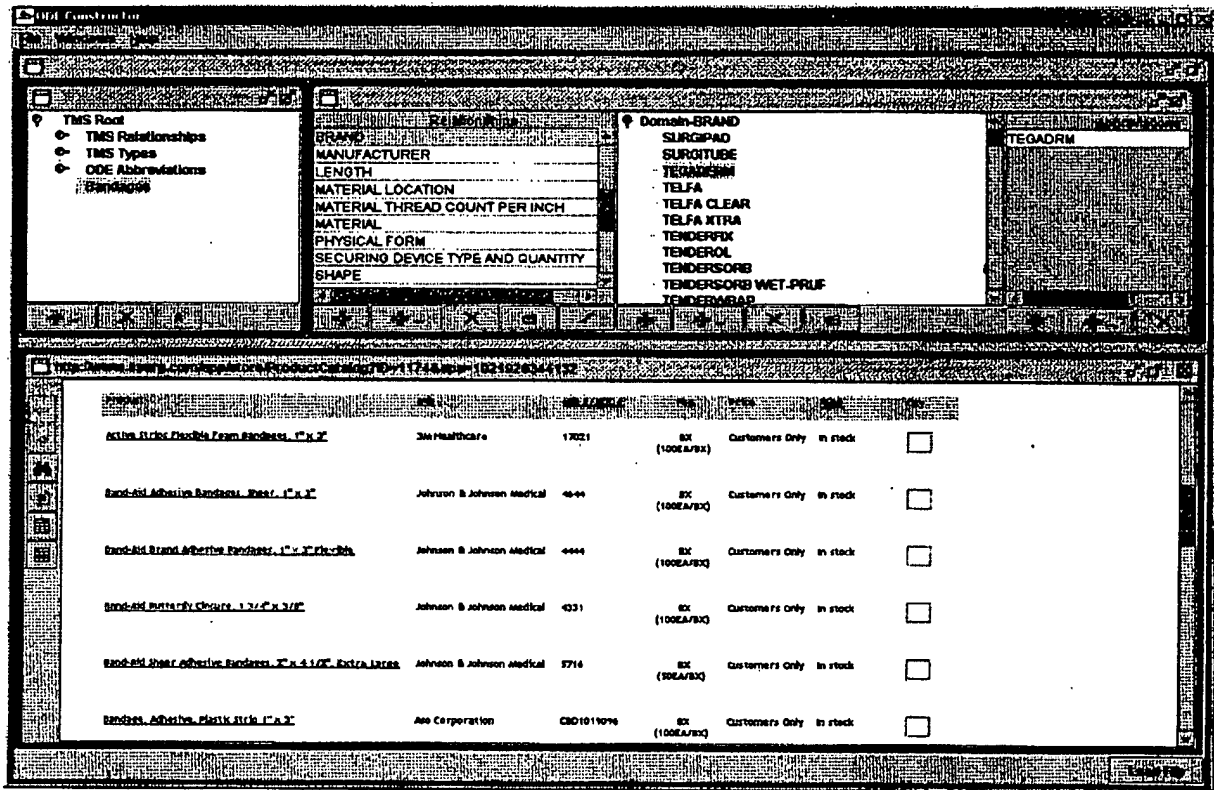 ODE Constructor
TMS Root
TMS Relationships
TMS Types
ODE Abbreviations
Bandages
BRAND
MANUFACTURER
LENGTH
MATERIAL LOCATION
MATERIAL THREAD COUNT PER INCH
MATERIAL
PHYSICAL FORM
SECURING DEVICE TYPE AND QUANTITY
SHAPE
Domain-BRAND
SURGIPAD
SURGITUBE
TEGADERM
TELFA
TELFA CLEAR
TELFA XTRA
TENDERFIX
TENDEROL
TENDERSORB
TENDERSORB WET-PRUF
TENDERWRAP
TEGADRM
Active Strips Flexible Foam Bandages, 1" x 3" 3M Healthcare 17021 BX (100EA/BX) Customers Only In stock
Band-Aid Adhesive Bandages, Sheer, 1" x 3" Johnson & Johnson Medical 4644 BX (100EA/BX) Customers Only In stock
Band-Aid Brand Adhesive Bandages, 1" x 3" Flexible Johnson & Johnson Medical 4444 BX (100EA/BX) Customers Only In stock
Band-Aid Butterfly Closure, 1 3/4" x 3/8" Johnson & Johnson Medical 4331 BX (100EA/BX) Customers Only In stock
Band-Aid Sheer Adhesive Bandages, 2" x 4 1/2", Extra Large Johnson & Johnson Medical 5716 BX (50EA/BX) Customers Only In stock
Bandage, Adhesive, Plastic Strip 1" x 3" Aso Corporation CBD1019096 BX (100EA/BX) Customers Only In stock